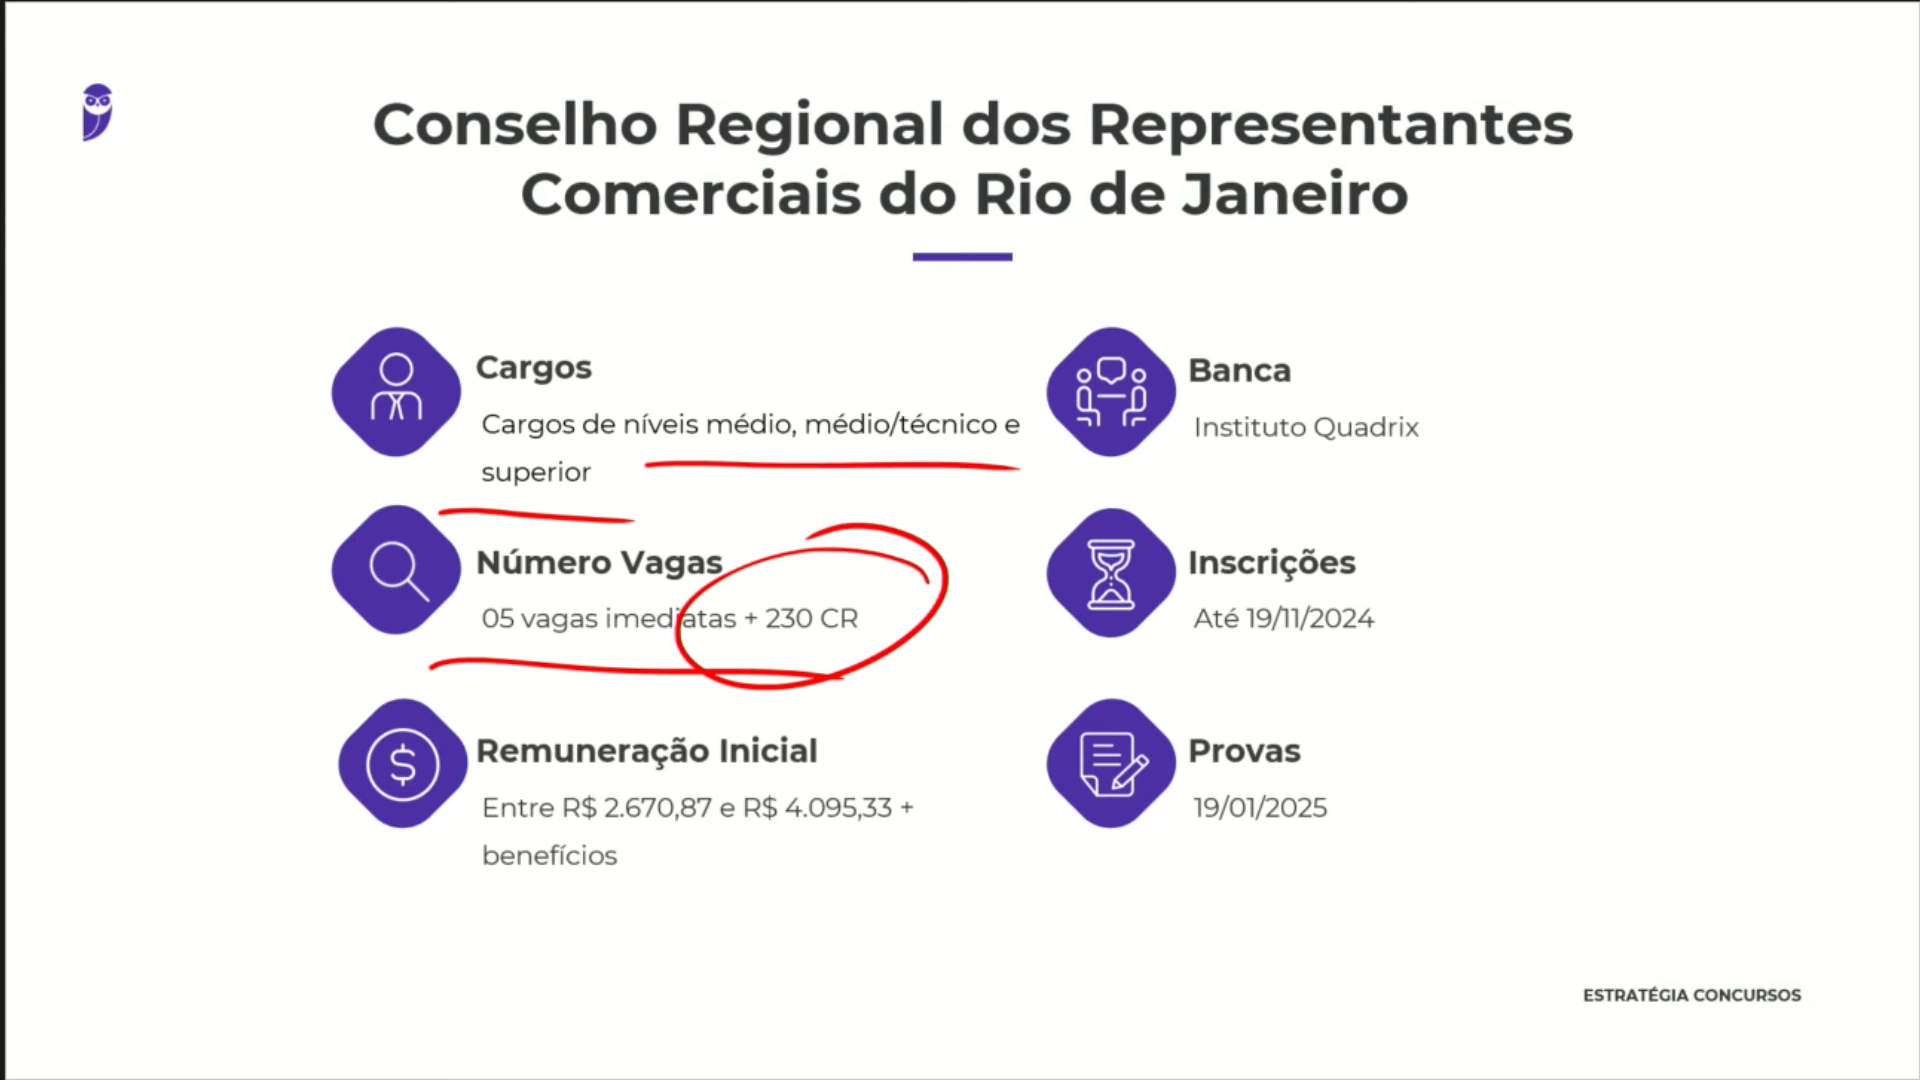 Conselho Regional dos Representantes
Comerciais do Rio de Janeiro
Cargos
Cargos de níveis médio, médio/técnico e
superior
Número Vagas
05 vagas imediatas + 230 CR
Remuneração Inicial
Entre R$ 2.670,87 e R$ 4.095,33 +
benefícios
Banca
Instituto Quadrix
Inscrições
Até 19/11/2024
Provas
19/01/2025
ESTRATÉGIA CONCURSOS